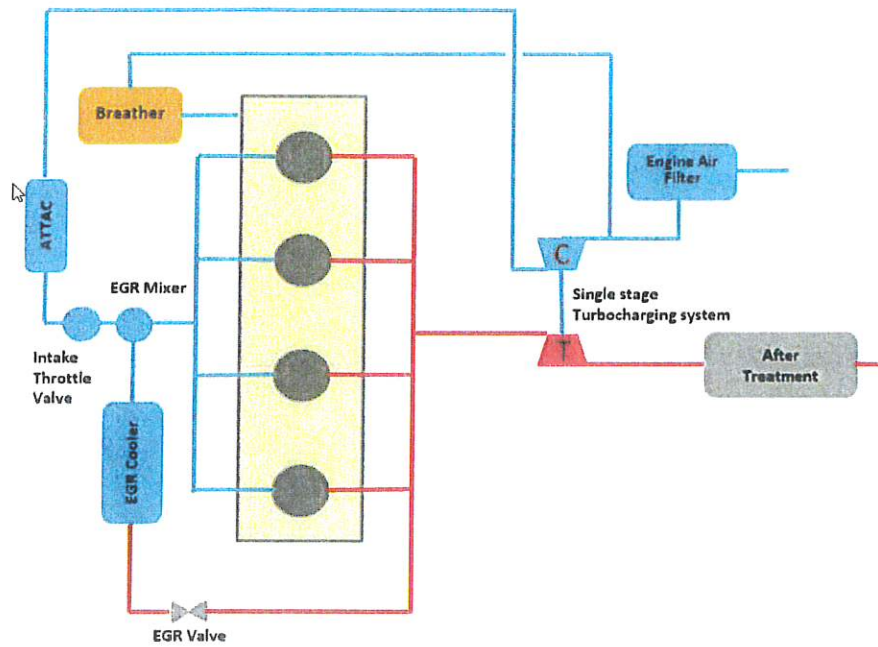 Breather
Engine Air
Filter
ATTAC
C
EGR Mixer
Single stage
Turbocharging system
T
Intake
Throttle
Valve
After
Treatment
EGR Cooler
EGR Valve